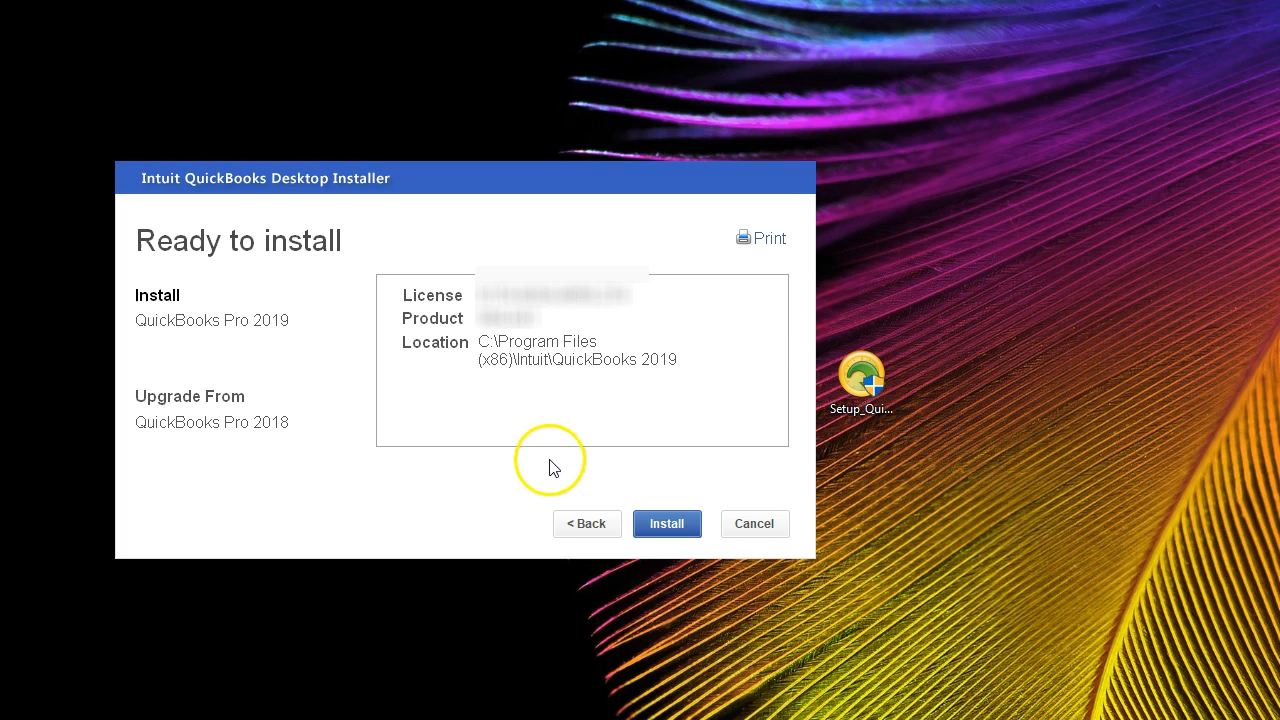 Intuit QuickBooks Desktop Installer
Ready to install
Print
Install
QuickBooks Pro 2019
Upgrade From
QuickBooks Pro 2018
License
Product
Location C:\Program Files
(x86)\Intuit\QuickBooks 2019
< Back
Install
Cancel
Setup_Qui...